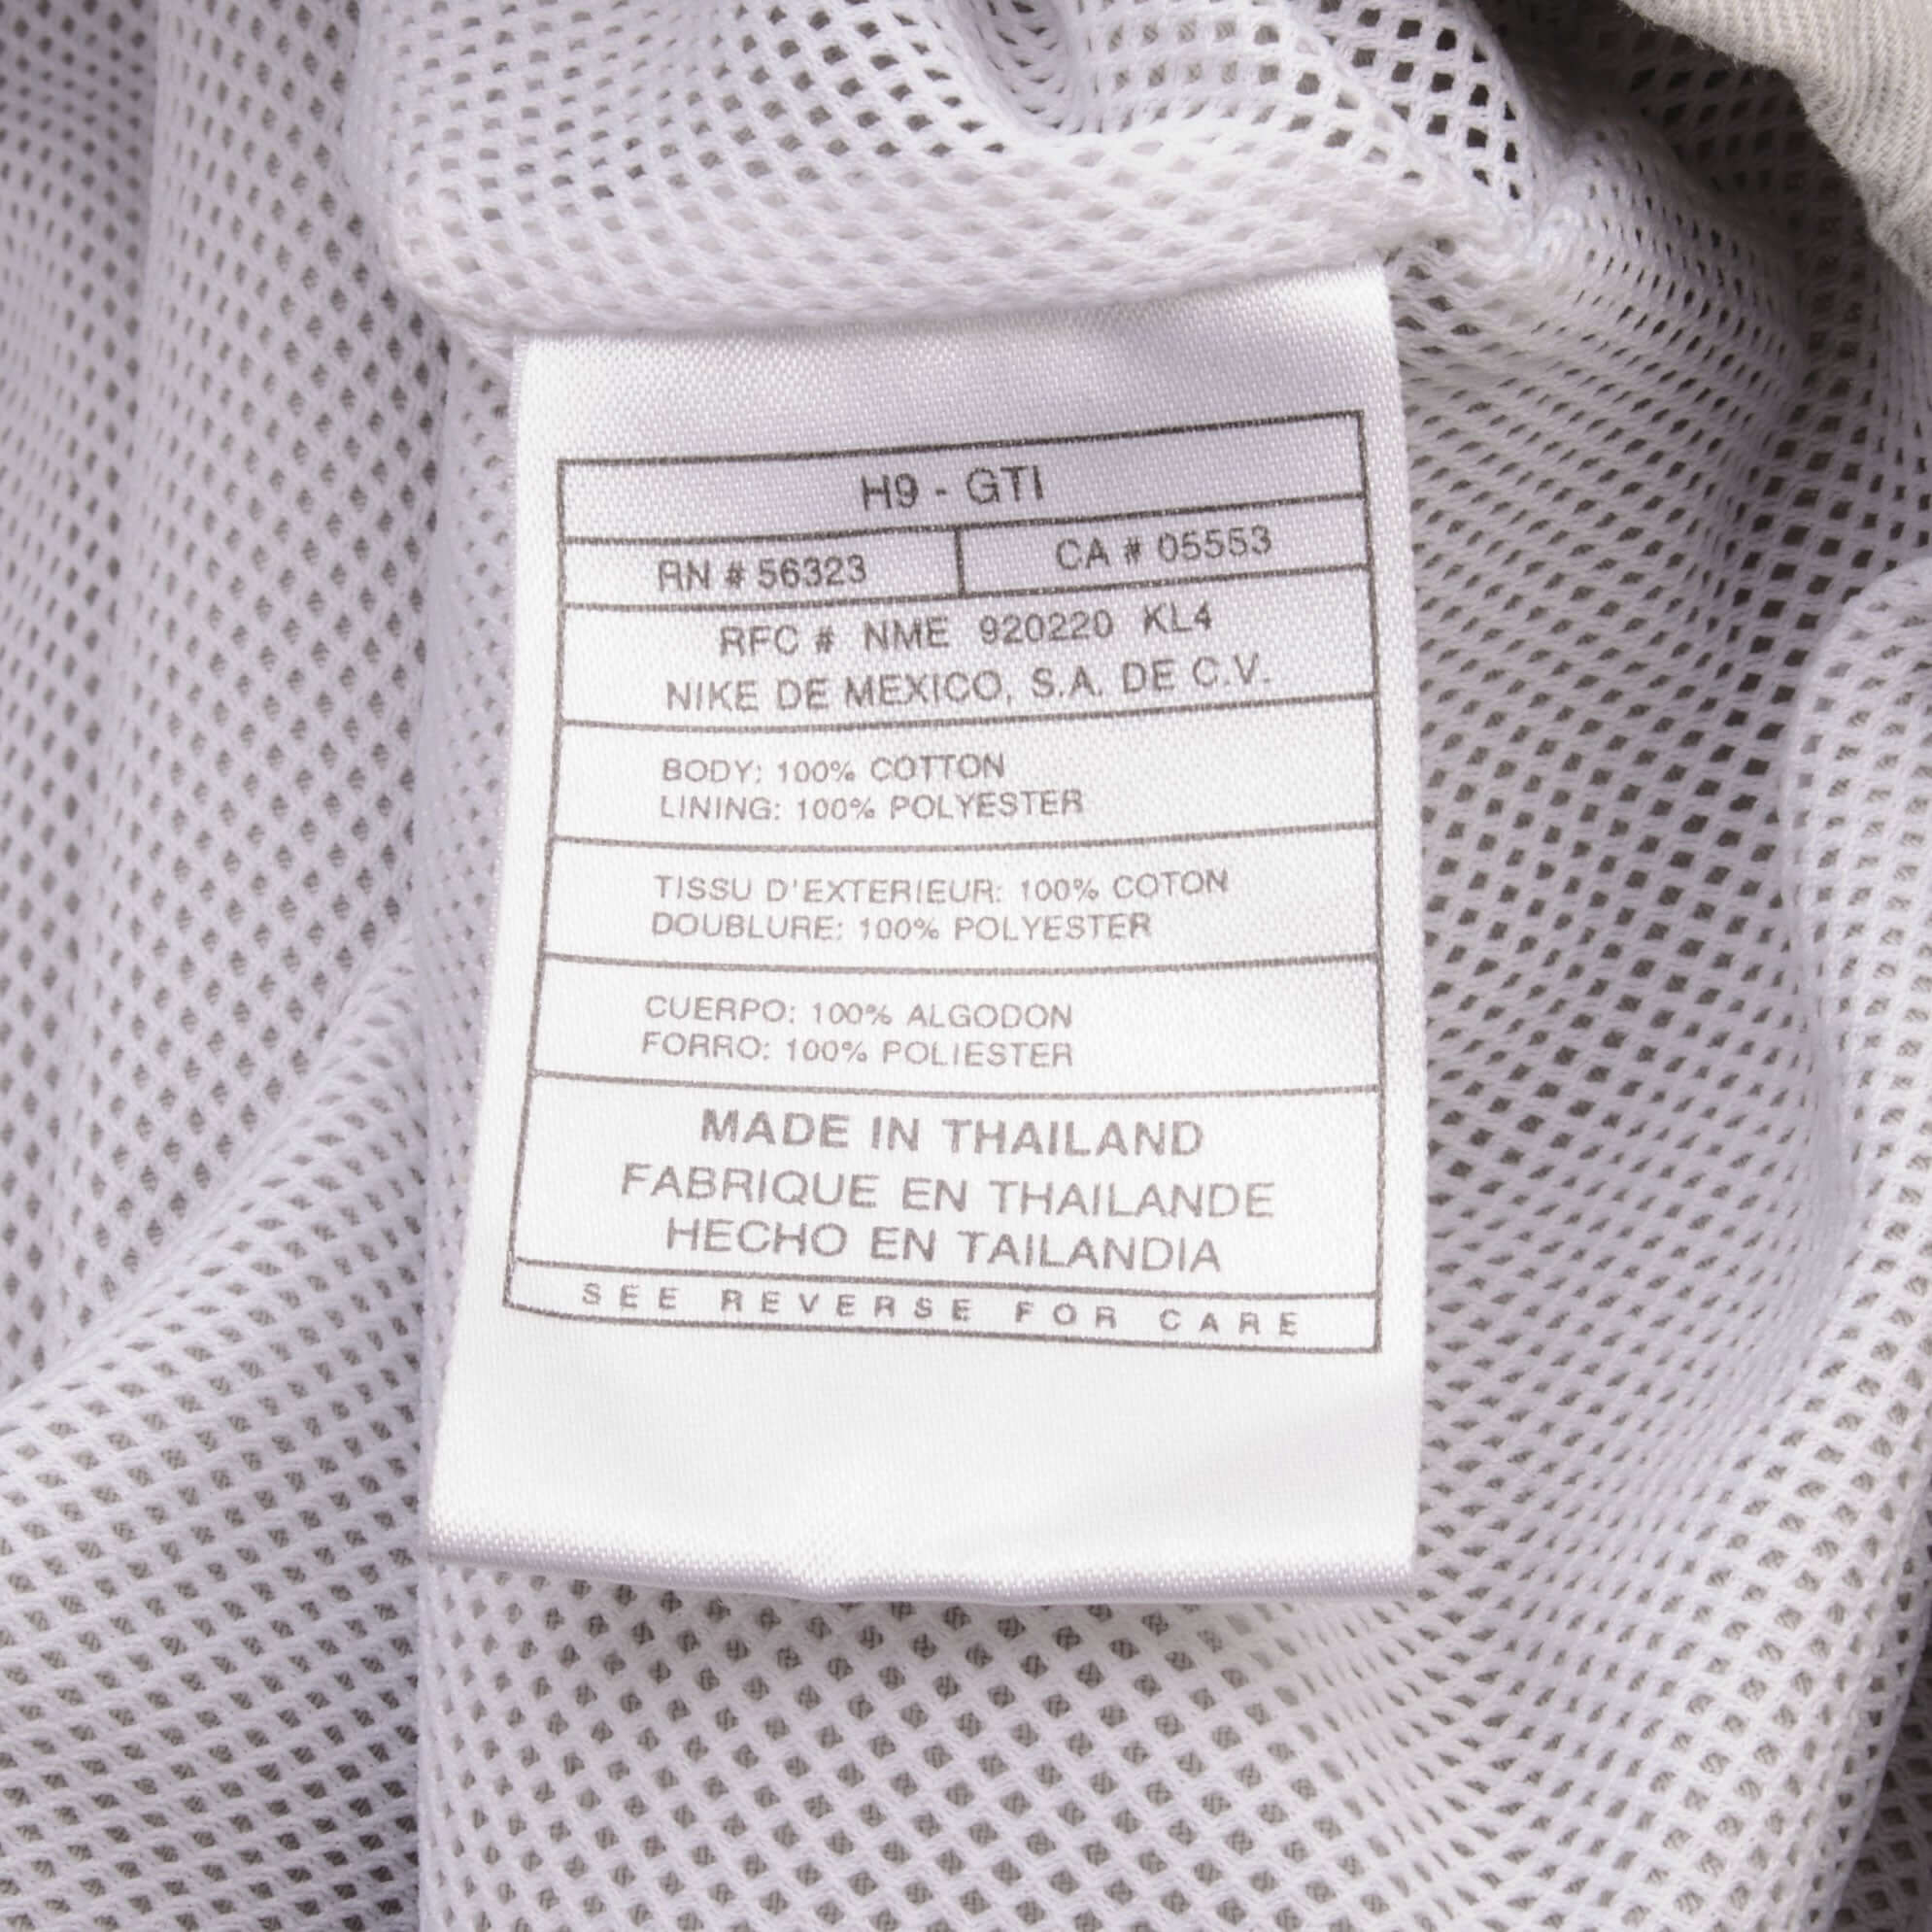 H9 - GTI
RN # 56323 CA # 05553
RFC # NME 920220 KL4
NIKE DE MEXICO, S.A. DE C.V.
BODY: 100% COTTON
LINING: 100% POLYESTER
TISSU D'EXTERIEUR: 100% COTON
DOUBLURE: 100% POLYESTER
CUERPO: 100% ALGODON
FORRO: 100% POLIESTER
MADE IN THAILAND
FABRIQUE EN THAILANDE
HECHO EN TAILANDIA
SEE REVERSE FOR CARE